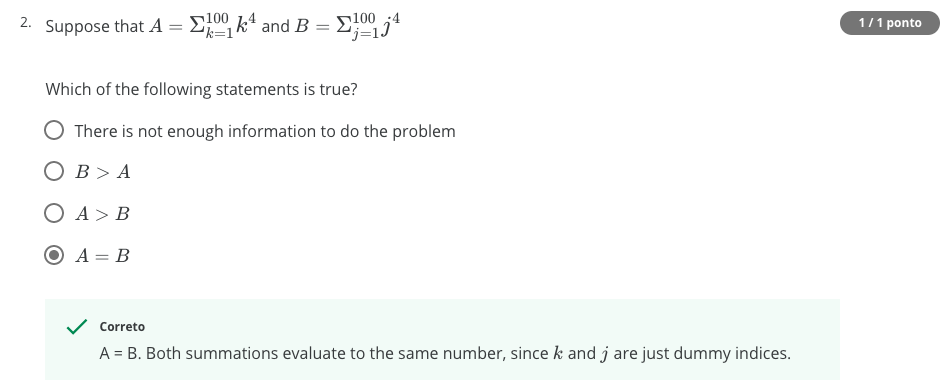 2. Suppose that $A = \Sigma_{k=1}^{100} k^4$ and $B = \Sigma_{j=1}^{100} j^4$
1 / 1 ponto
Which of the following statements is true?
There is not enough information to do the problem
$B > A$
$A > B$
$A = B$
Correto
A = B. Both summations evaluate to the same number, since $k$ and $j$ are just dummy indices.